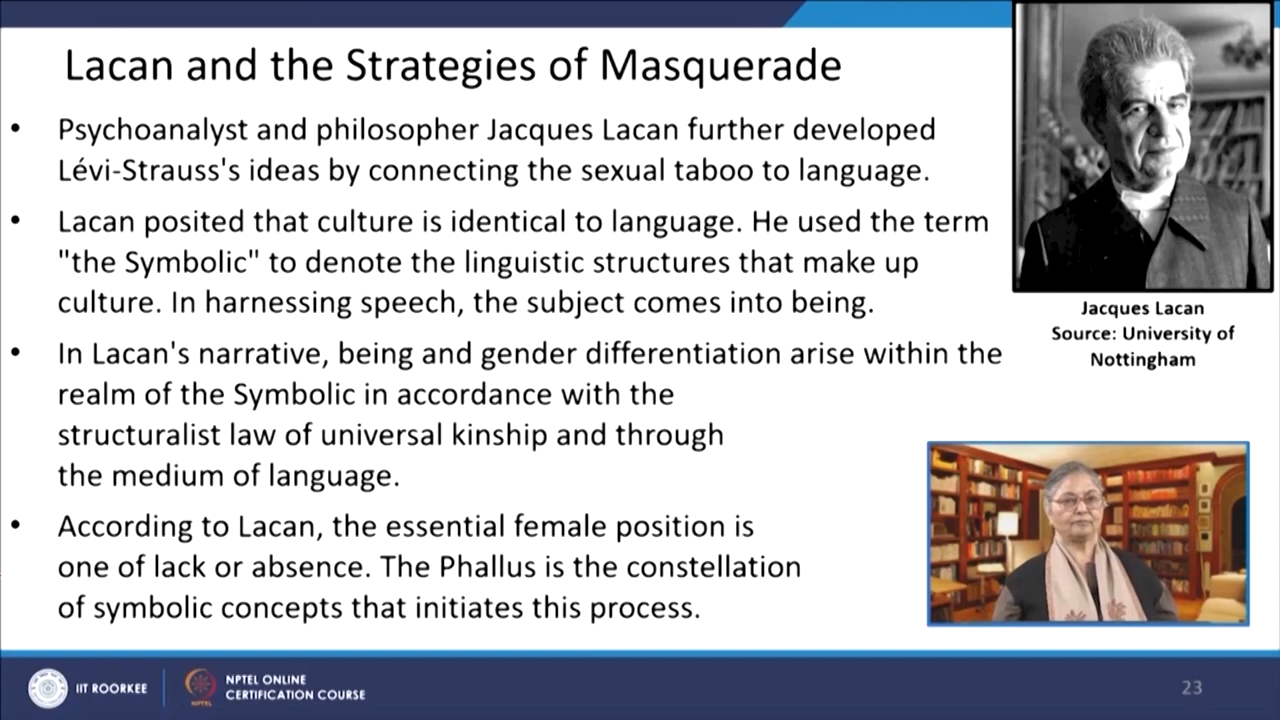 Lacan and the Strategies of Masquerade
• Psychoanalyst and philosopher Jacques Lacan further developed
Lévi-Strauss's ideas by connecting the sexual taboo to language.
• Lacan posited that culture is identical to language. He used the term
"the Symbolic" to denote the linguistic structures that make up
culture. In harnessing speech, the subject comes into being.
• In Lacan's narrative, being and gender differentiation arise within the
realm of the Symbolic in accordance with the
structuralist law of universal kinship and through
the medium of language.
• According to Lacan, the essential female position is
one of lack or absence. The Phallus is the constellation
of symbolic concepts that initiates this process.
Jacques Lacan
Source: University of
Nottingham
IIT ROORKEE
NPTEL
NPTEL ONLINE
CERTIFICATION COURSE
23